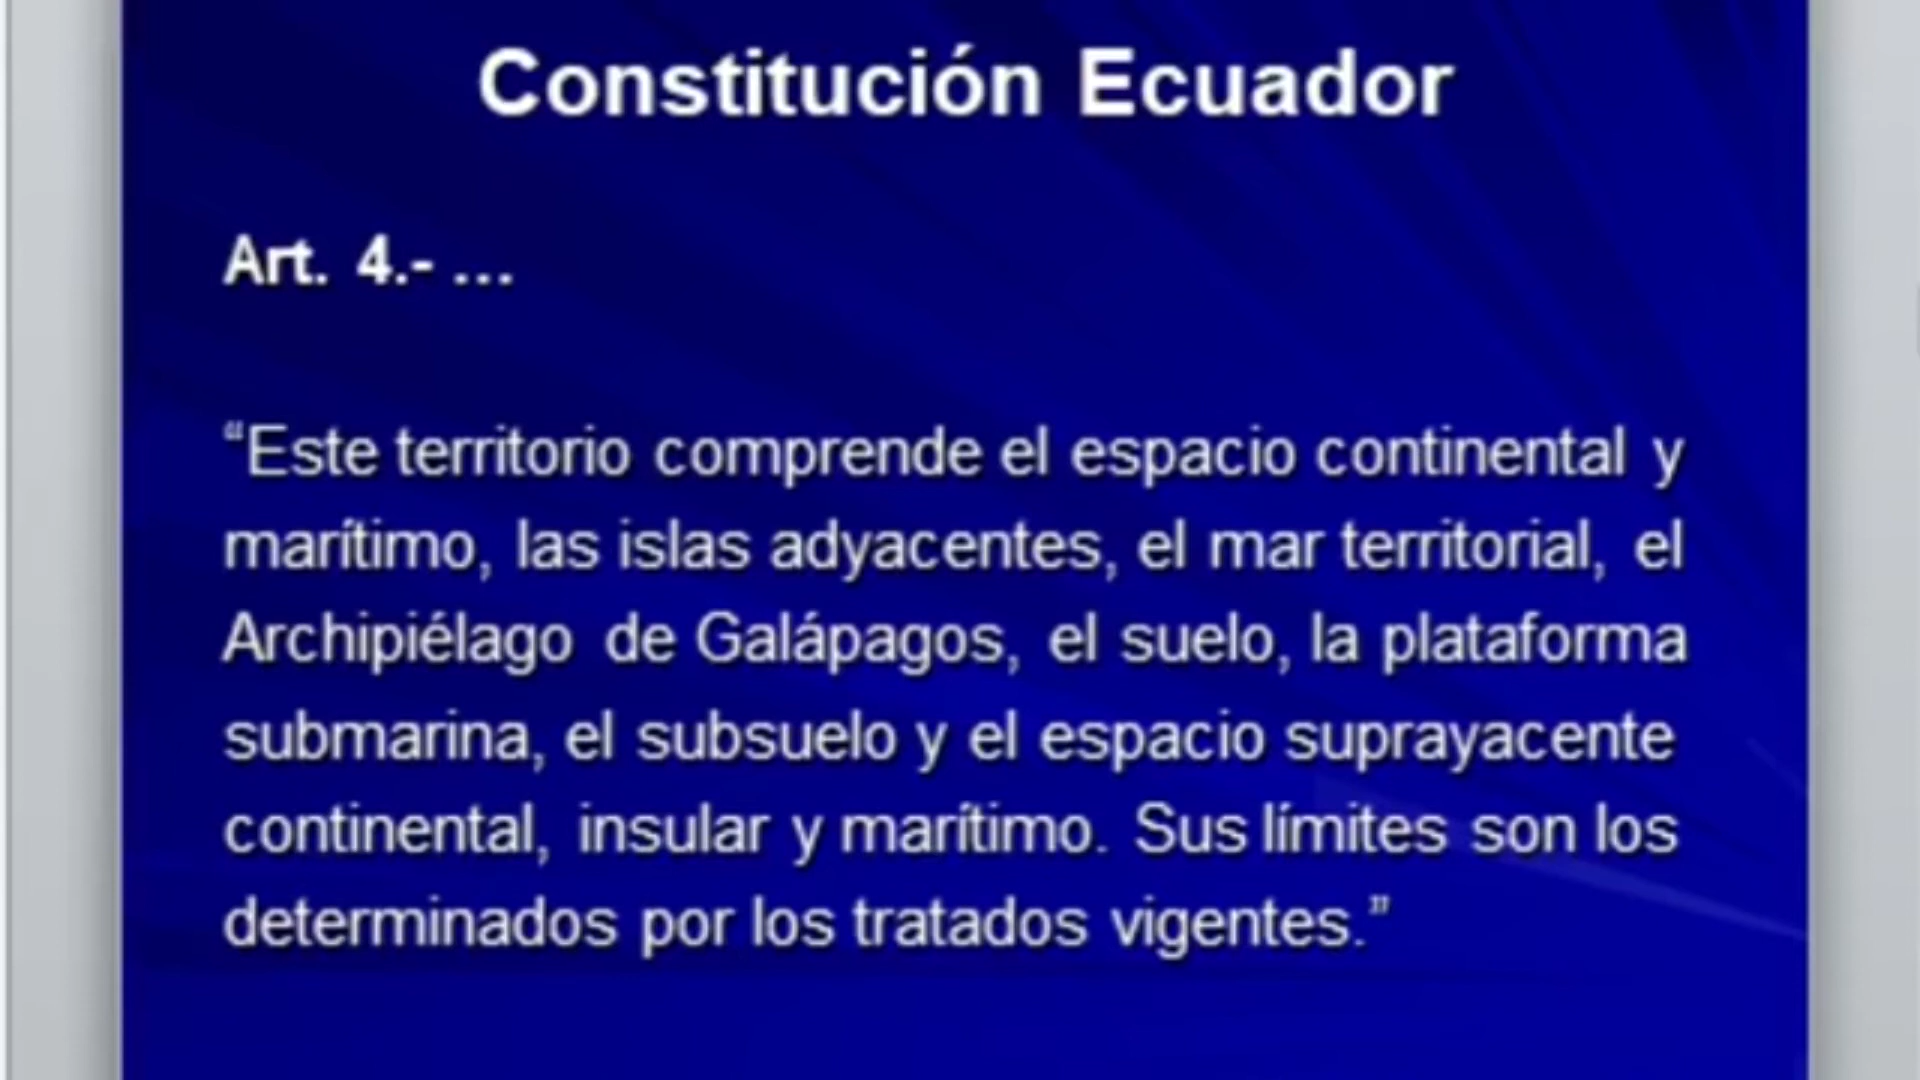 Constitución Ecuador
Art. 4.- ...
“Este territorio comprende el espacio continental y
marítimo, las islas adyacentes, el mar territorial, el
Archipiélago de Galápagos, el suelo, la plataforma
submarina, el subsuelo y el espacio suprayacente
continental, insular y marítimo. Sus límites son los
determinados por los tratados vigentes.”